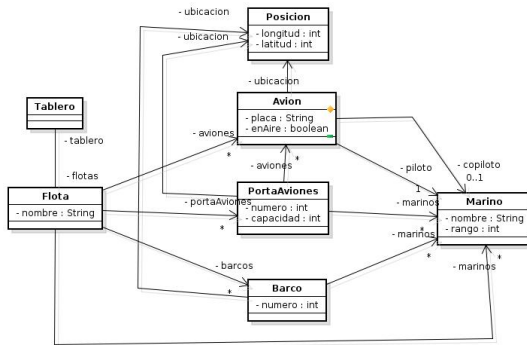 - ubicacion
Posicion
- longitud : int
- latitud : int
- ubicacion
- ubicacion
Tablero
Avion
- placa : String
- enAire : boolean
- tablero
- aviones
*
- flotas
- aviones
*
- piloto
1
- copiloto
0..1
Flota
- nombre : String
- portaAviones
*
PortaAviones
- numero : int
- capacidad : int
- marinos
*
Marino
- nombre : String
- rango : int
- marinos
*
- barcos
*
Barco
- numero : int
- marinos
*